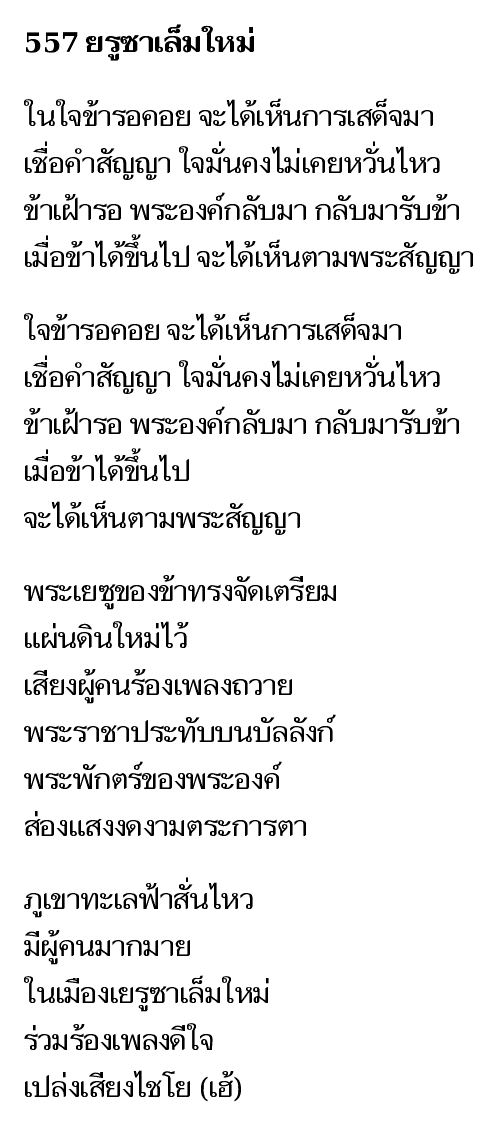 557 ยรูซาเล็มใหม่
ในใจข้ารอคอย จะได้เห็นการเสด็จมา
เชื่อคำสัญญา ใจมั่นคงไม่เคยหวั่นไหว
ข้าเฝ้ารอ พระองค์กลับมา กลับมารับข้า
เมื่อข้าได้ขึ้นไป จะได้เห็นตามพระสัญญา
ใจข้ารอคอย จะได้เห็นการเสด็จมา
เชื่อคำสัญญา ใจมั่นคงไม่เคยหวั่นไหว
ข้าเฝ้ารอ พระองค์กลับมา กลับมารับข้า
เมื่อข้าได้ขึ้นไป
จะได้เห็นตามพระสัญญา
พระเยซูของข้าทรงจัดเตรียม
แผ่นดินใหม่ไว้
เสียงผู้คนร้องเพลงถวาย
พระราชาประทับบนบัลลังก์
พระพักตร์ของพระองค์
ส่องแสงงดงามตระการตา
ภูเขาทะเลฟ้าสั่นไหว
มีผู้คนมากมาย
ในเมืองเยรูซาเล็มใหม่
ร่วมร้องเพลงดีใจ
เปล่งเสียงไชโย (เฮ้)